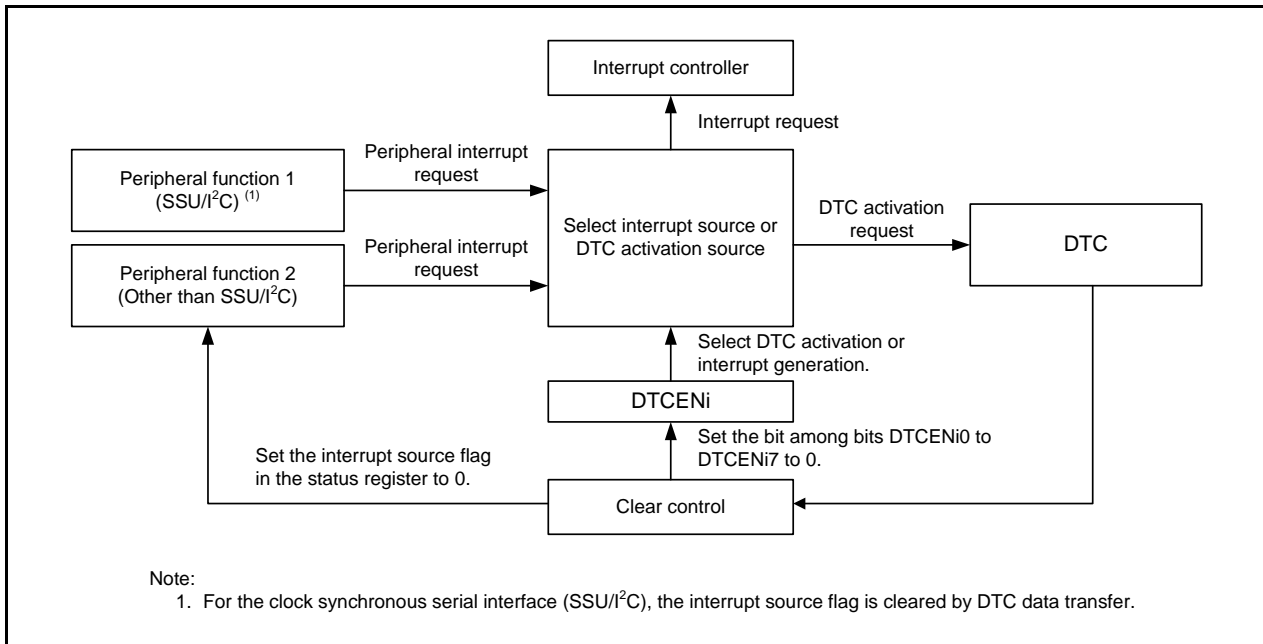 Interrupt controller
Interrupt request
Peripheral function 1
(SSU/I²C) (1)
Peripheral interrupt
request
Peripheral function 2
(Other than SSU/I²C)
Peripheral interrupt
request
Select interrupt source or
DTC activation source
DTC activation
request
DTC
Select DTC activation or
interrupt generation.
DTCENi
Set the bit among bits DTCENi0 to
DTCENi7 to 0.
Set the interrupt source flag
in the status register to 0.
Clear control
Note:
1. For the clock synchronous serial interface (SSU/I²C), the interrupt source flag is cleared by DTC data transfer.